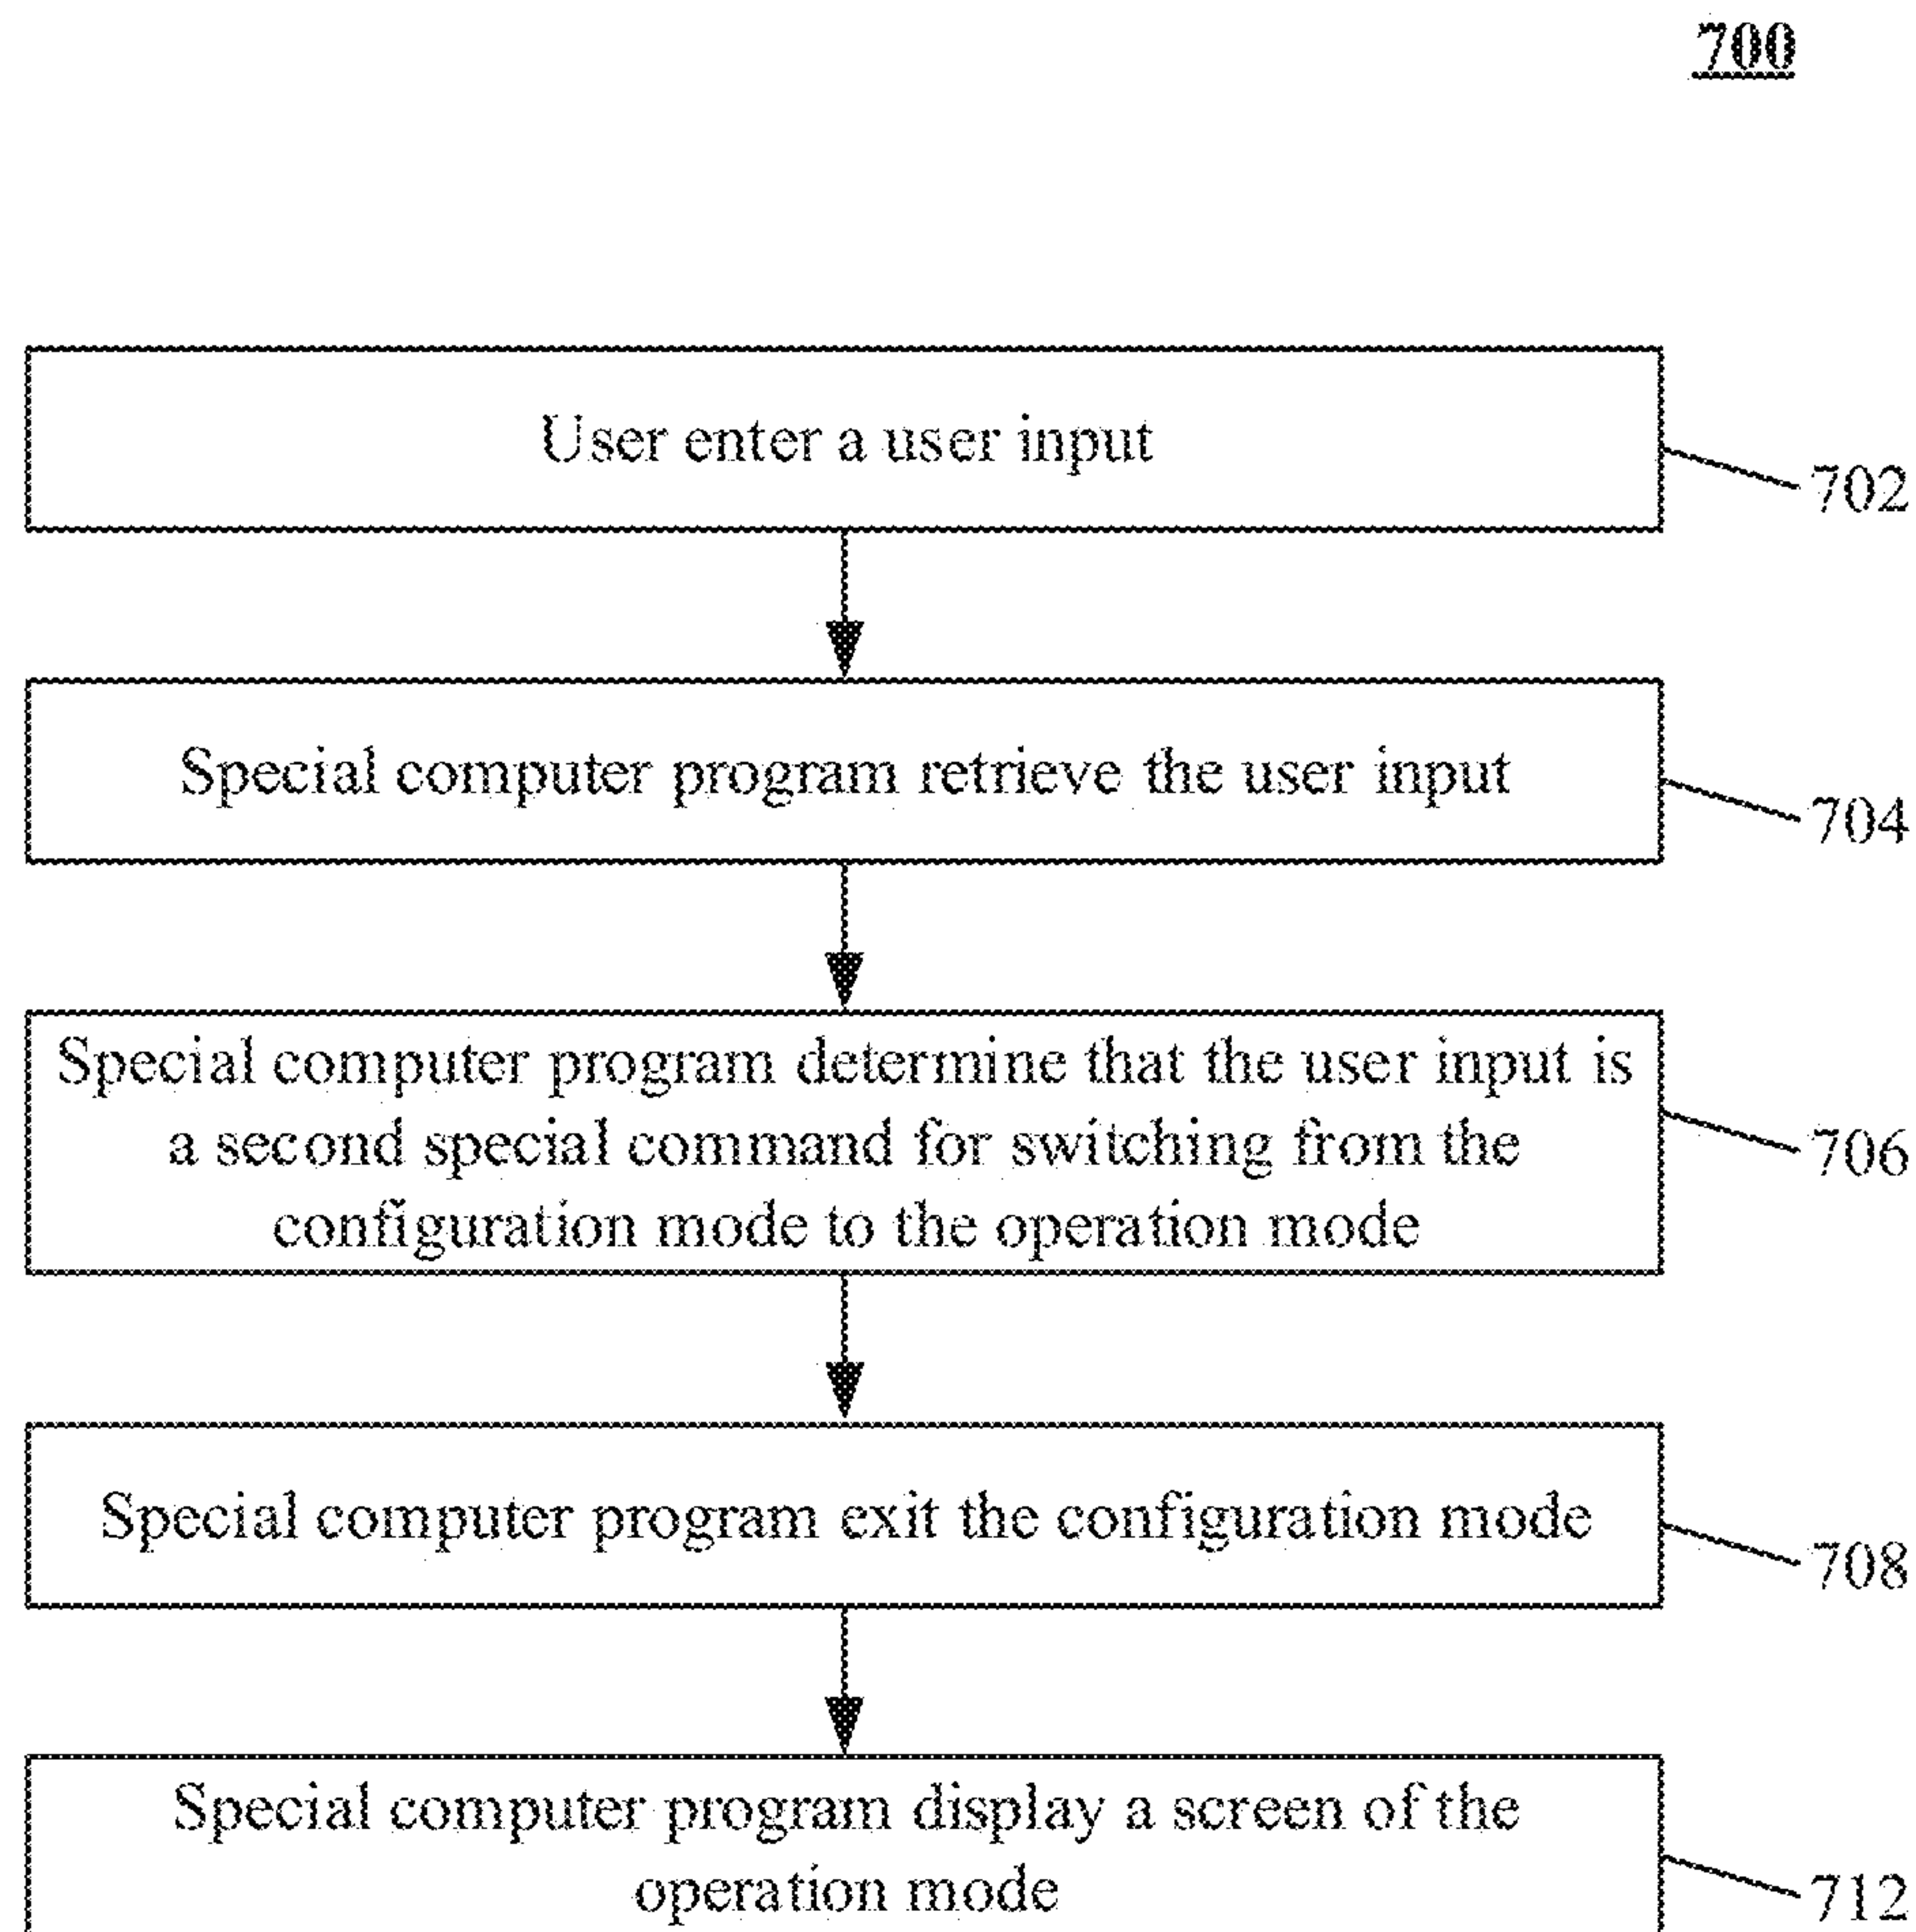 700
User enter a user input
702
Special computer program retrieve the user input
704
Special computer program determine that the user input is
a second special command for switching from the
configuration mode to the operation mode
706
Special computer program exit the configuration mode
708
Special computer program display a screen of the
operation mode
712